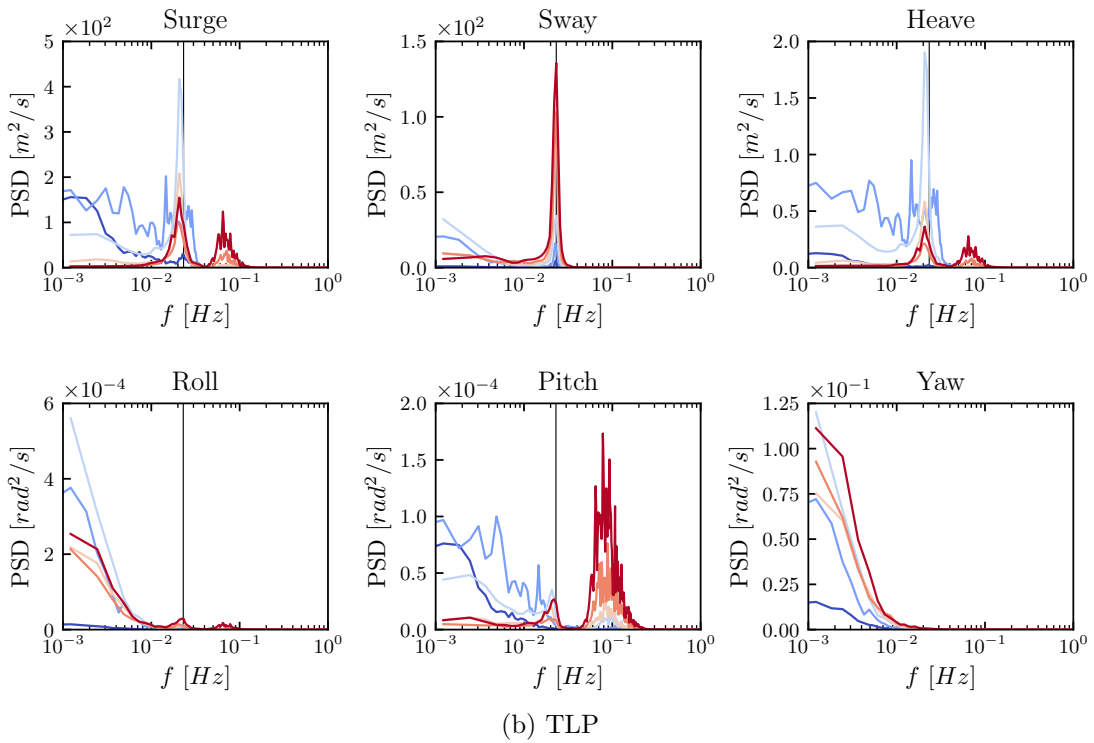 Surge Sway Heave
×10² ×10²
5 1.5 2.0
4 1.5
3 1.0
2 1.0
1 0.5 0.5
0 0.0 0.0
PSD [m²/s] PSD [m²/s] PSD [m²/s]
10⁻³ 10⁻² 10⁻¹ 10⁰ 10⁻³ 10⁻² 10⁻¹ 10⁰ 10⁻³ 10⁻² 10⁻¹ 10⁰
f [Hz] f [Hz] f [Hz]
Roll Pitch Yaw
×10⁻⁴ ×10⁻⁴ ×10⁻¹
6 2.0 1.25
1.5 1.00
4 0.75
1.0
2 0.50
0.5 0.25
0 0.0 0.00
PSD [rad²/s] PSD [rad²/s] PSD [rad²/s]
10⁻³ 10⁻² 10⁻¹ 10⁰ 10⁻³ 10⁻² 10⁻¹ 10⁰ 10⁻³ 10⁻² 10⁻¹ 10⁰
f [Hz] f [Hz] f [Hz]
(b) TLP